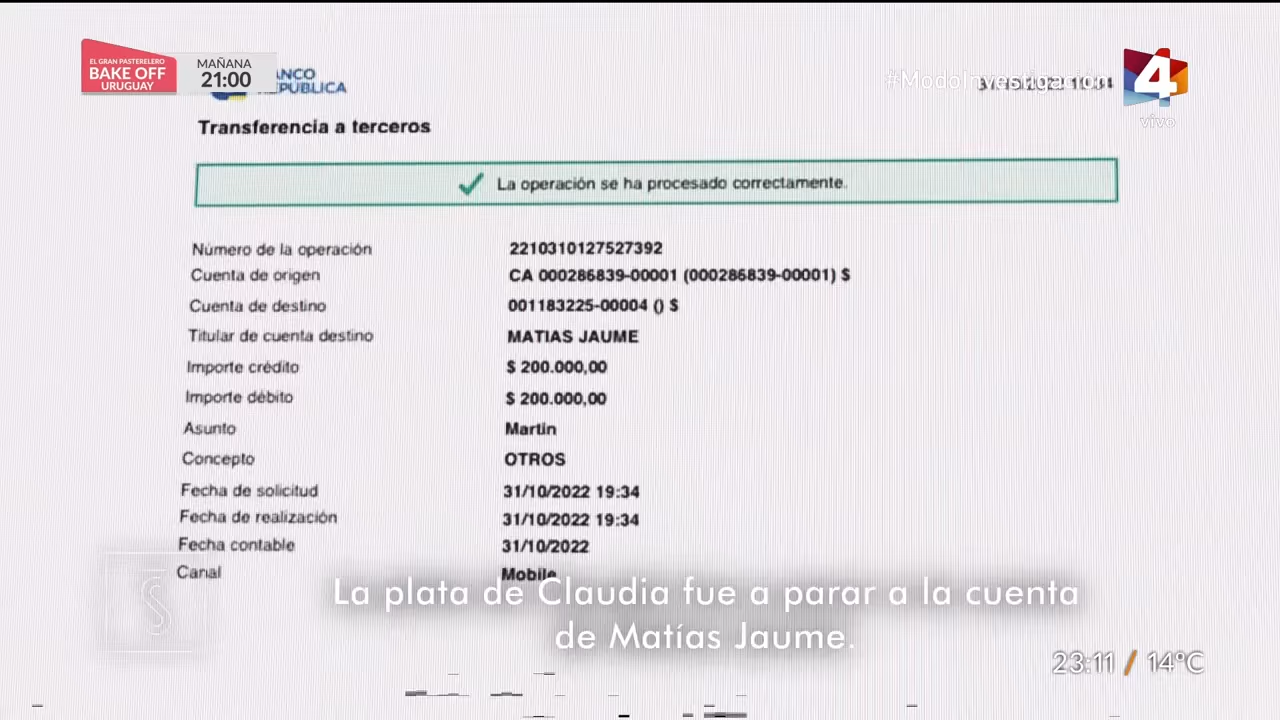 EL GRAN PASTERELERO
BAKE OFF
URUGUAY
MAÑANA
21:00
#ModoInvestigación
4
vivo
Transferencia a terceros
La operación se ha procesado correctamente.
Número de la operación 2210310127527392
Cuenta de origen CA 000286839-00001 (000286839-00001) $
Cuenta de destino 001183225-00004 () $
Titular de cuenta destino MATIAS JAUME
Importe crédito $ 200.000,00
Importe débito $ 200.000,00
Asunto Martin
Concepto OTROS
Fecha de solicitud 31/10/2022 19:34
Fecha de realización 31/10/2022 19:34
Fecha contable 31/10/2022
Canal Mobile
La plata de Claudia fue a parar a la cuenta
de Matías Jaume.
23:11 / 14°C